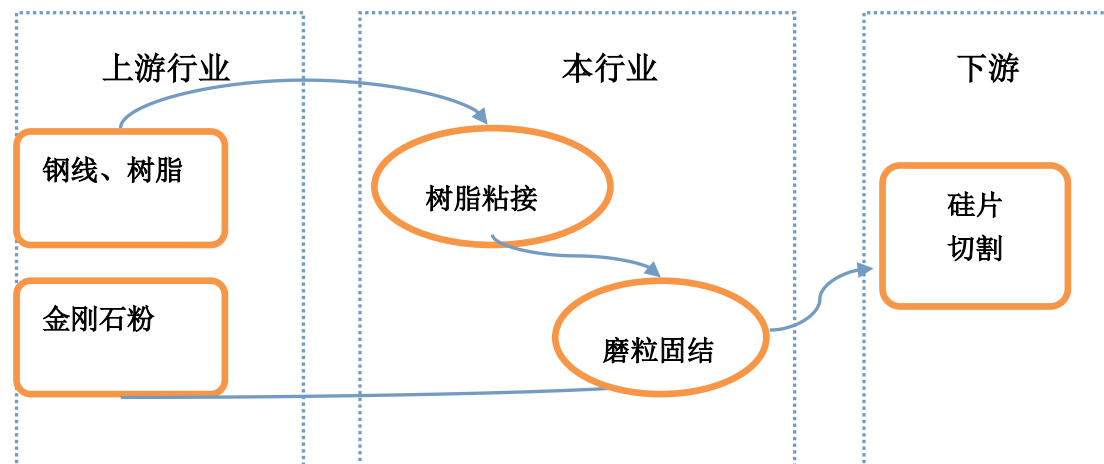 上游行业
本行业
下游
钢线、树脂
树脂粘接
硅片
切割
金刚石粉
磨粒固结